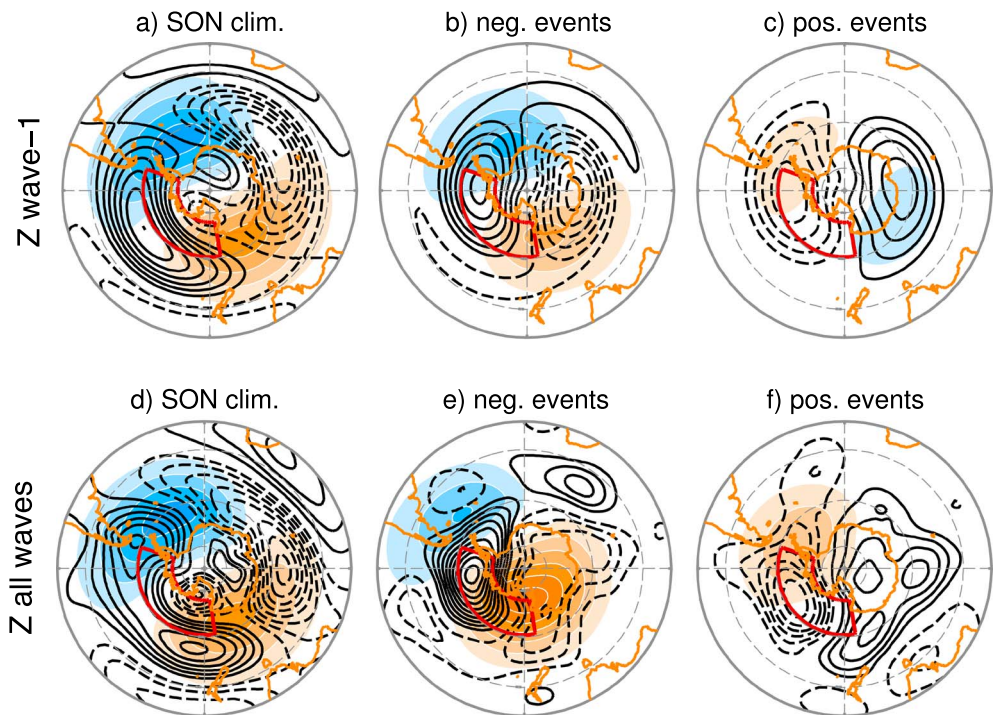 a) SON clim.
b) neg. events
c) pos. events
Z wave–1
d) SON clim.
e) neg. events
f) pos. events
Z all waves